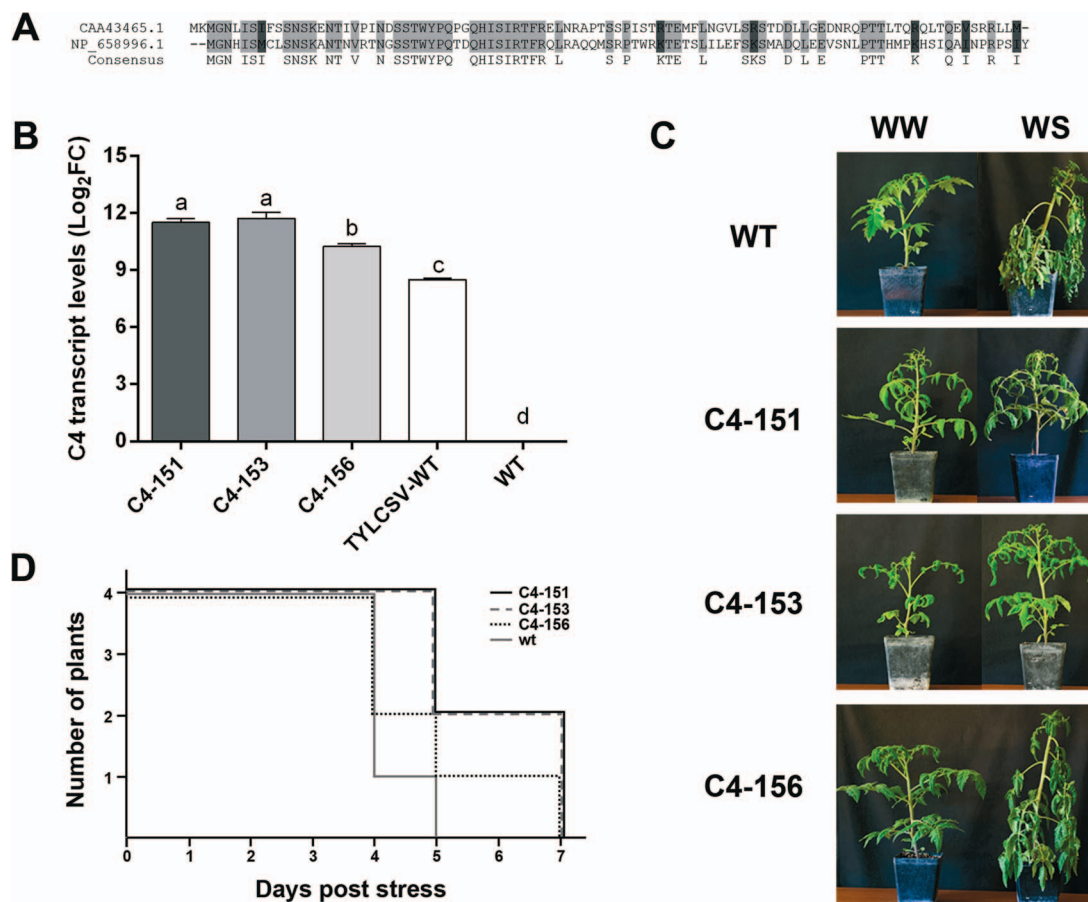 A
CAA43465.1 MKMGNLISTIFSSNSKENTIVPINDSSTWYPQPGQHISIRTFRELNRAPTSSPISTRTEMFLNGVLSRSTDDLLGEDNRQPTTLTQRQLTQEVSRRLLM-
NP_658996.1 --MGNHISMCLSSNSKANTNVRTNGSSTWYPQTDQHISIRTFRQLRAQQMSRPTWRKTETSLILEFSKSMADQLEEVSNLPTTHMPKHSIQAINPRPSIY
Consensus MGN ISI SNSK NT V N SSTWYPQ QHISIRTFR L S P KTE L SKS D L E PTT K Q I R I
B
C4 transcript levels (Log2FC)
15
12
9
6
3
0
a
a
b
c
d
C4-151
C4-153
C4-156
TYLCSV-WT
WT
C
WW WS
WT
C4-151
C4-153
C4-156
D
Number of plants
4
3
2
1
C4-151
C4-153
C4-156
wt
0 1 2 3 4 5 6 7
Days post stress